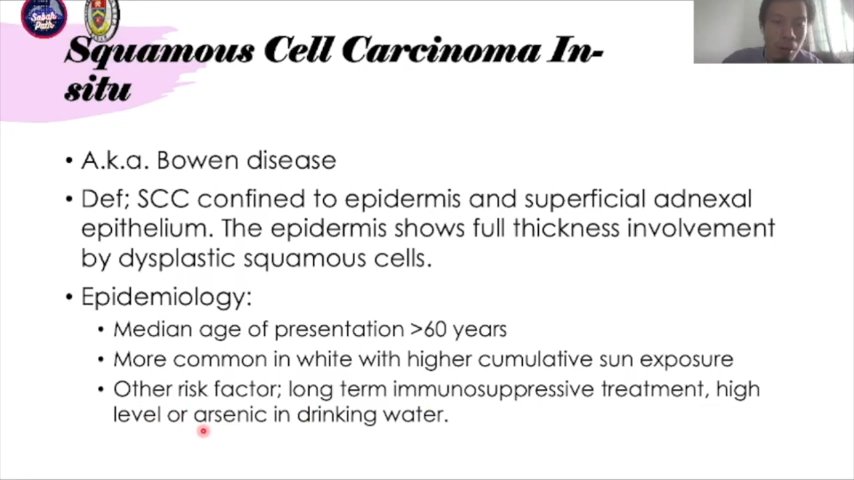 Sabah
Path
Squamous Cell Carcinoma In-
situ
• A.k.a. Bowen disease
• Def; SCC confined to epidermis and superficial adnexal
epithelium. The epidermis shows full thickness involvement
by dysplastic squamous cells.
• Epidemiology:
• Median age of presentation >60 years
• More common in white with higher cumulative sun exposure
• Other risk factor; long term immunosuppressive treatment, high
level or arsenic in drinking water.